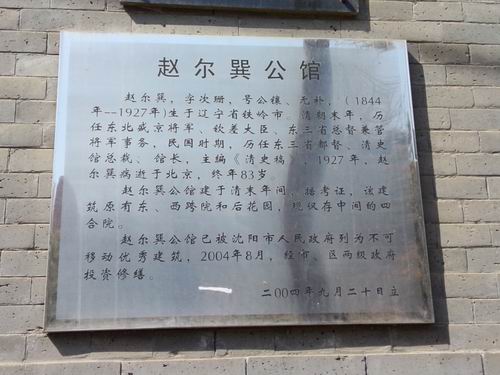 赵尔巽公馆
赵尔巽，字次珊，号公镶、无补，（1844
年--1927年）生于辽宁省铁岭市。清朝末年，历
任东北盛京将军、钦差大臣、东三省总督兼管
将军事务，民国时期，历任东三省都督、清史
馆总裁、馆长，主编《清史稿》，1927年，赵
尔巽病逝于北京，终年83岁。
赵尔巽公馆建于清末年间，据考证，该建
筑原有东、西跨院和后花园，现仅存中间的四
合院。
赵尔巽公馆已被沈阳市人民政府列为不可
移动优秀建筑，2004年8月，经市、区两级政府
投资修缮。
二〇〇四年九月二十日立